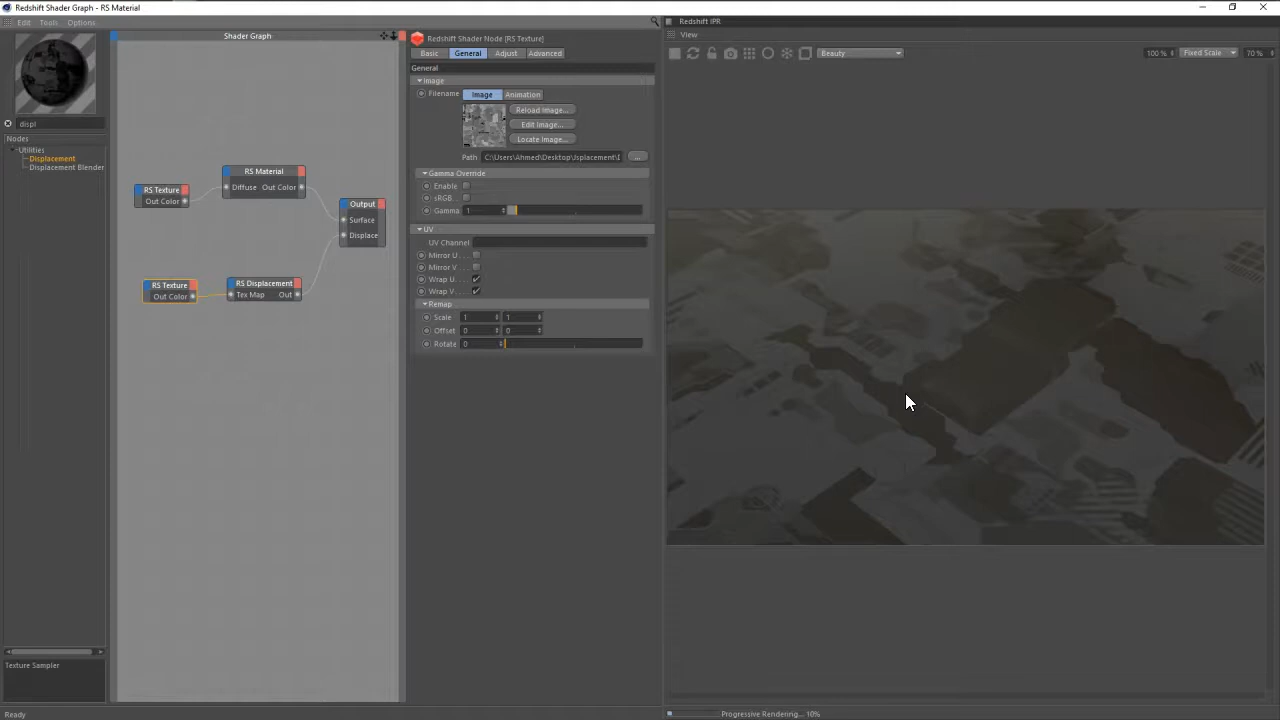 Redshift Shader Graph - RS Material
Edit Tools Options
displ
Nodes
Utilities
Displacement
Displacement Blender
Texture Sampler
Ready
Shader Graph
RS Texture
Out Color
RS Material
Diffuse Out Color
Output
Surface
Displace
RS Texture
Out Color
RS Displacement
Tex Map Out
Redshift Shader Node [RS Texture]
Basic General Adjust Advanced
General
Image
Filename Image Animation
Reload Image...
Edit Image...
Locate Image...
Path C:\Users\Ahmed\Desktop\Jsplacement\ ...
Gamma Override
Enable
sRGB . .
Gamma 1
UV
UV Channel
Mirror U . . .
Mirror V . . .
Wrap U . . .
Wrap V . . .
Remap
Scale 1 1
Offset 0 0
Rotate 0
Redshift IPR
View
Beauty 100 % Fixed Scale 70 %
Progressive Rendering... 10%